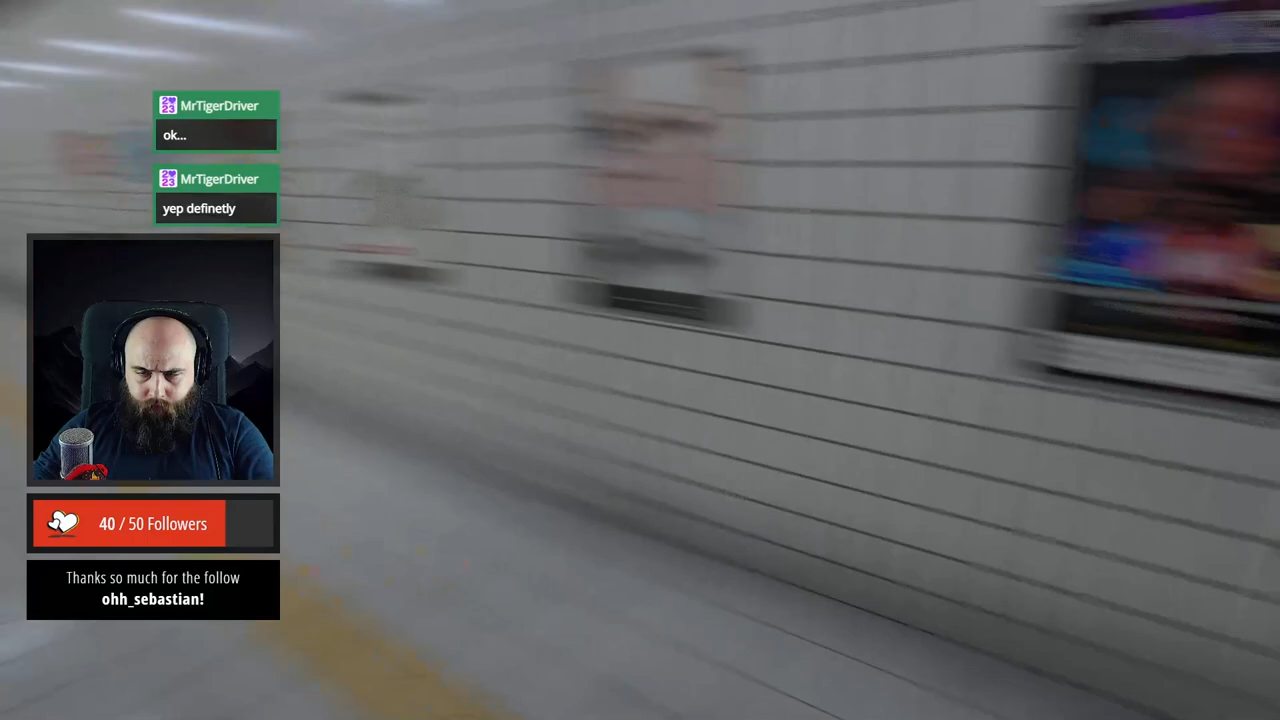 MrTigerDriver
ok...
MrTigerDriver
yep definetly
40 / 50 Followers
Thanks so much for the follow
ohh_sebastian!